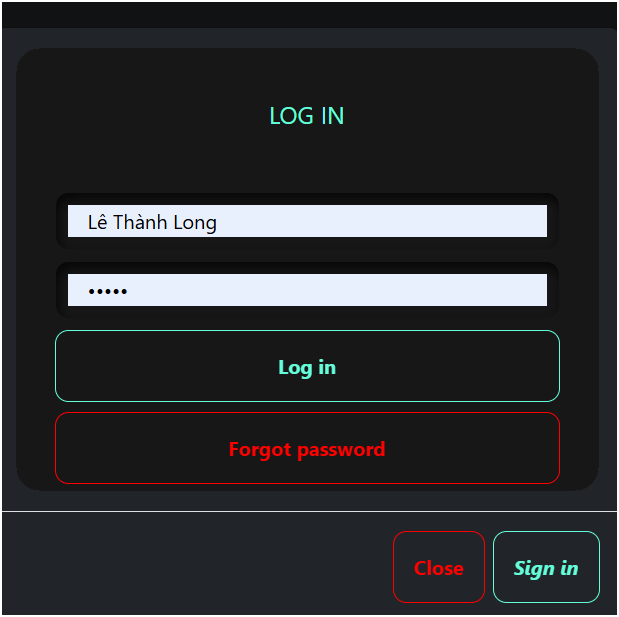 LOG IN
Lê Thành Long
•••••
Log in
Forgot password
Close
Sign in